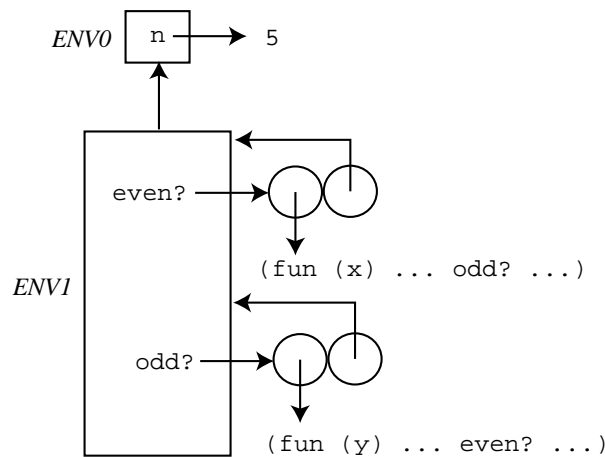 ENV0
n
5
even?
(fun (x) ... odd? ...)
ENV1
odd?
(fun (y) ... even? ...)